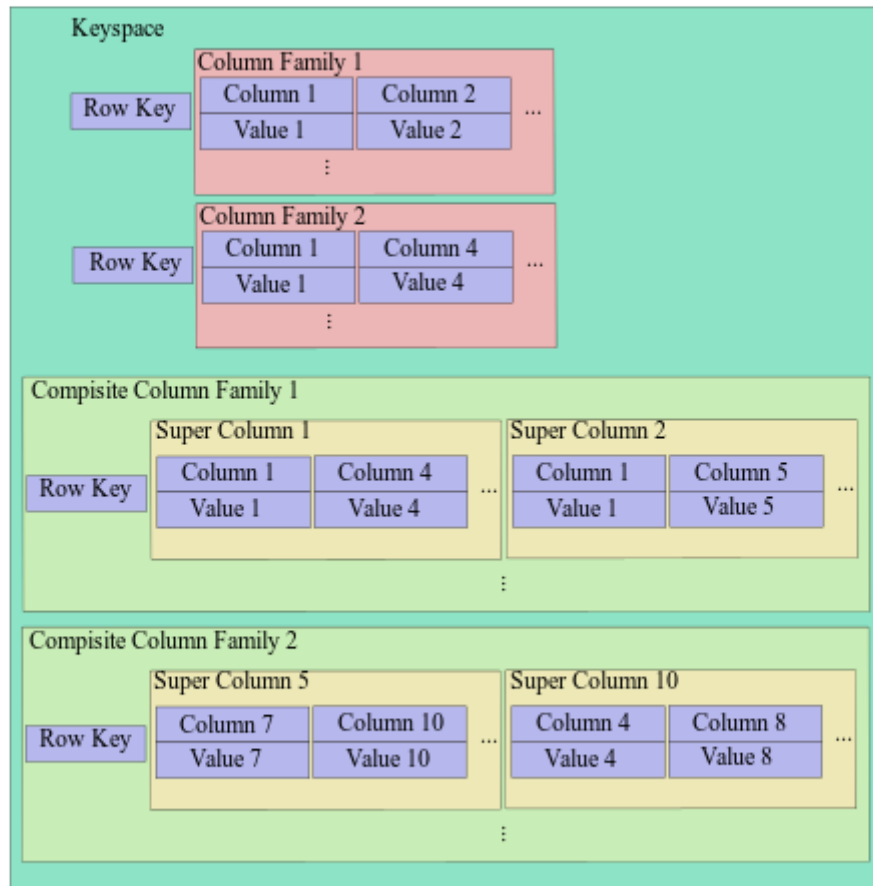 Keyspace
Column Family 1
Column 1 Column 2
Row Key ...
Value 1 Value 2
...
Column Family 2
Column 1 Column 4
Row Key ...
Value 1 Value 4
...
Compisite Column Family 1
Super Column 1 Super Column 2
Column 1 Column 4 Column 1 Column 5
Row Key ... ...
Value 1 Value 4 Value 1 Value 5
...
Compisite Column Family 2
Super Column 5 Super Column 10
Column 7 Column 10 Column 4 Column 8
Row Key ... ...
Value 7 Value 10 Value 4 Value 8
...